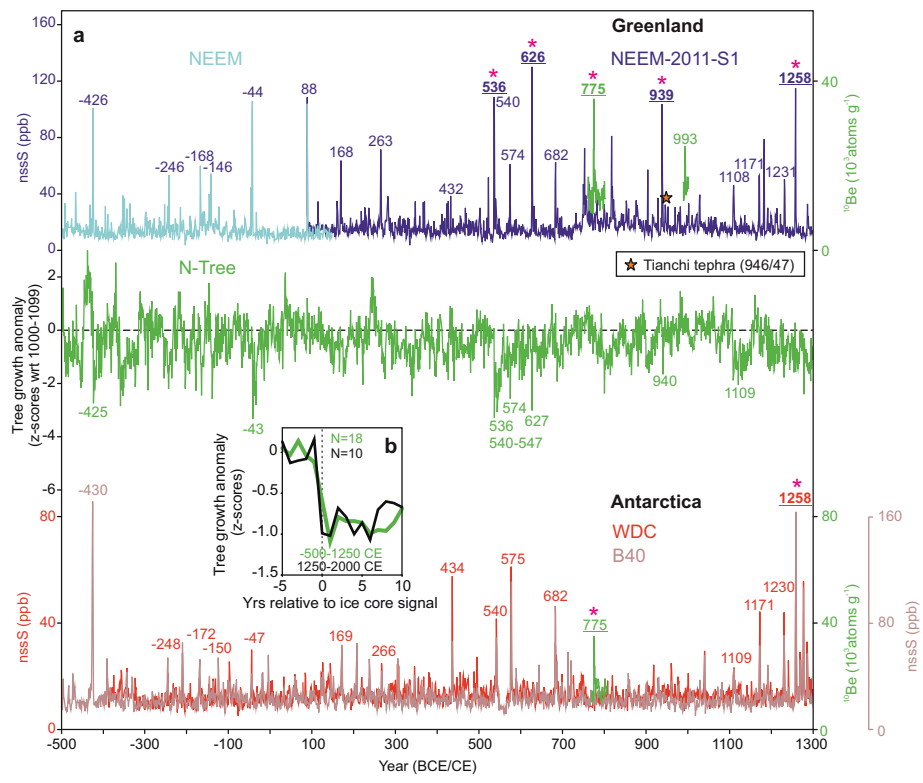 a
Greenland
NEEM
NEEM-2011-S1
160
120
80
40
0
nssS (ppb)
-426
-246
-168
-146
-44
88
168
263
432
*
536
540
574
*
626
682
*
775
*
939
993
1108
1171
1231
*
1258
40
0
¹⁰Be (10³atoms g⁻¹)
Tianchi tephra (946/47)
N-Tree
2
0
-2
-4
-6
Tree growth anomaly
(z-scores wrt 1000-1099)
-425
-43
536
540-547
574
627
940
1109
b
N=18
N=10
0
-0.5
-1.0
-1.5
Tree growth anomaly
(z-scores)
-500-1250 CE
1250-2000 CE
-5 0 5 10
Yrs relative to ice core signal
Antarctica
WDC
B40
80
40
0
nssS (ppb)
-430
-248
-172
-150
-47
169
266
434
540
575
682
*
775
1109
1171
1230
*
1258
80
40
0
¹⁰Be (10³atoms g⁻¹)
160
80
0
nssS (ppb)
-500 -300 -100 100 300 500 700 900 1100 1300
Year (BCE/CE)